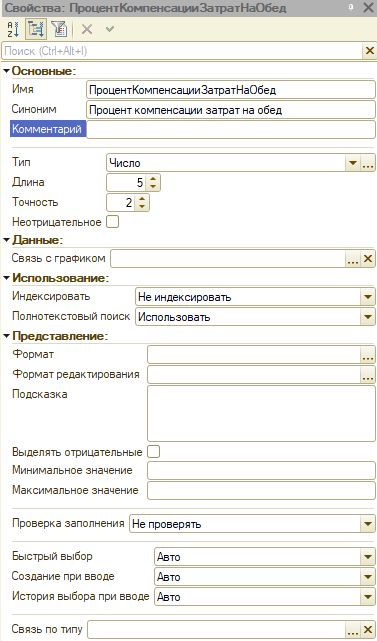 Свойства: ПроцентКомпенсацииЗатратНаОбед
Поиск (Ctrl+Alt+I)
Основные:
Имя ПроцентКомпенсацииЗатратНаОбед
Синоним Процент компенсации затрат на обед
Комментарий
Тип Число
Длина 5
Точность 2
Неотрицательное
Данные:
Связь с графиком
Использование:
Индексировать Не индексировать
Полнотекстовый поиск Использовать
Представление:
Формат
Формат редактирования
Подсказка
Выделять отрицательные
Минимальное значение
Максимальное значение
Проверка заполнения Не проверять
Быстрый выбор Авто
Создание при вводе Авто
История выбора при вводе Авто
Связь по типу